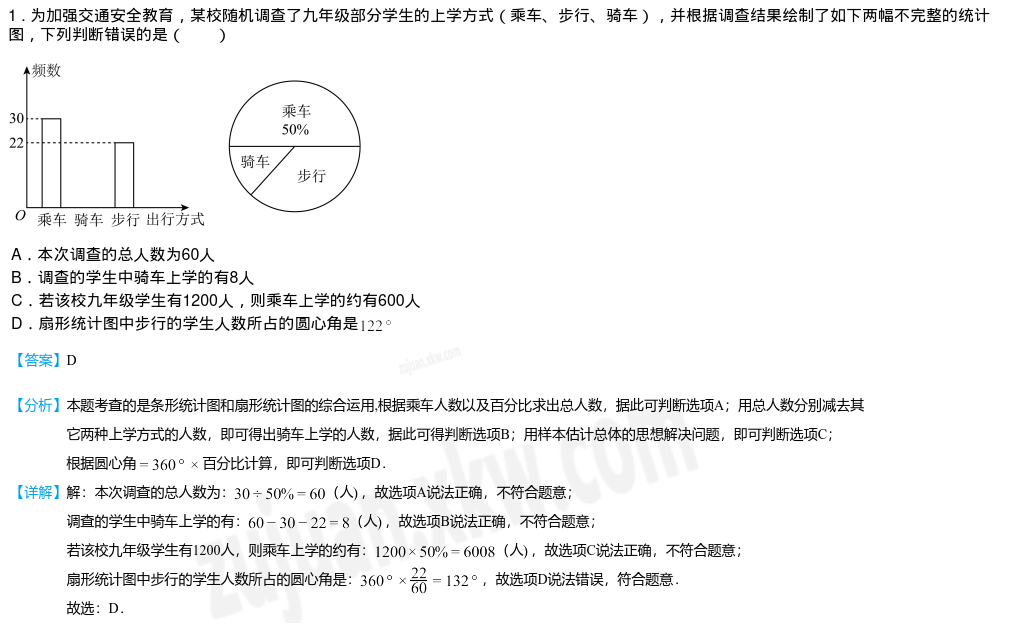 1．为加强交通安全教育，某校随机调查了九年级部分学生的上学方式（乘车、步行、骑车），并根据调查结果绘制了如下两幅不完整的统计
图，下列判断错误的是（　　）
频数
30
22
O
乘车 骑车 步行 出行方式
乘车
50%
骑车
步行
A．本次调查的总人数为60人
B．调查的学生中骑车上学的有8人
C．若该校九年级学生有1200人，则乘车上学的约有600人
D．扇形统计图中步行的学生人数所占的圆心角是122°
【答案】D
zujuan.xkw.com
【分析】本题考查的是条形统计图和扇形统计图的综合运用,根据乘车人数以及百分比求出总人数，据此可判断选项A；用总人数分别减去其
它两种上学方式的人数，即可得出骑车上学的人数，据此可得判断选项B；用样本估计总体的思想解决问题，即可判断选项C；
根据圆心角=360°×百分比计算，即可判断选项D．
【详解】解：本次调查的总人数为：30÷50%=60（人)，故选项A说法正确，不符合题意；
调查的学生中骑车上学的有：60−30−22=8（人)，故选项B说法正确，不符合题意；
若该校九年级学生有1200人，则乘车上学的约有：1200×50%=6008（人)，故选项C说法正确，不符合题意；
扇形统计图中步行的学生人数所占的圆心角是：360°×22/60=132°，故选项D说法错误，符合题意．
故选：D．
zujuan.xkw.com